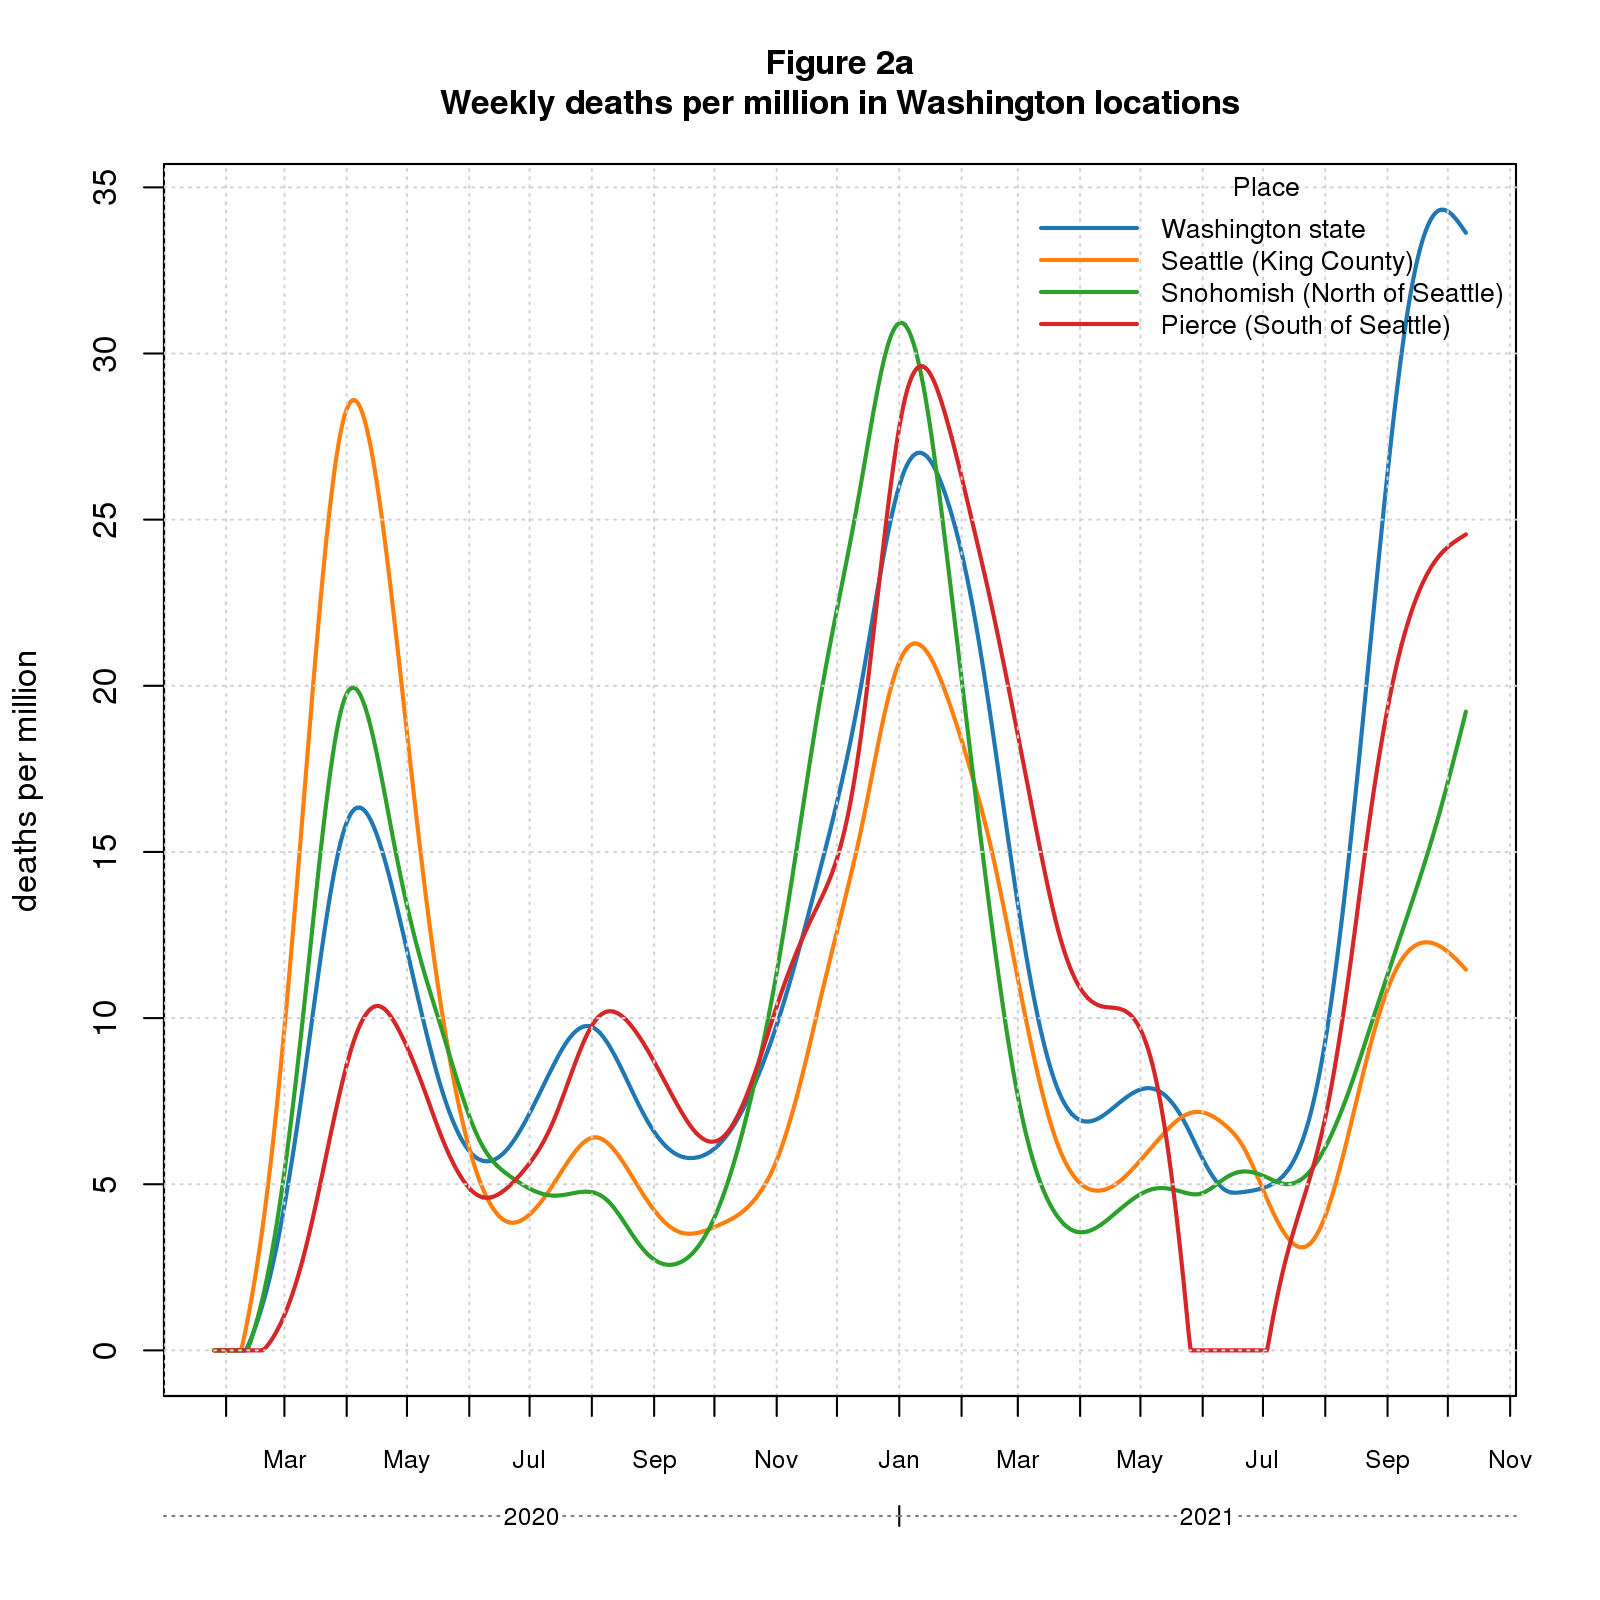 Figure 2a
Weekly deaths per million in Washington locations
Place
Washington state
Seattle (King County)
Snohomish (North of Seattle)
Pierce (South of Seattle)
deaths per million
35
30
25
20
15
10
5
0
Mar May Jul Sep Nov Jan Mar May Jul Sep Nov
2020 2021